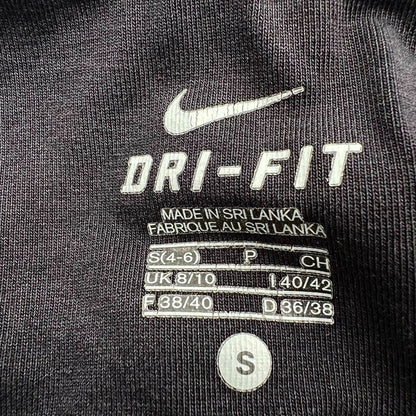 DRI-FIT
MADE IN SRI LANKA
FABRIQUE AU SRI LANKA
S(4-6) P CH
UK 8/10 I 40/42
F 38/40 D 36/38
S